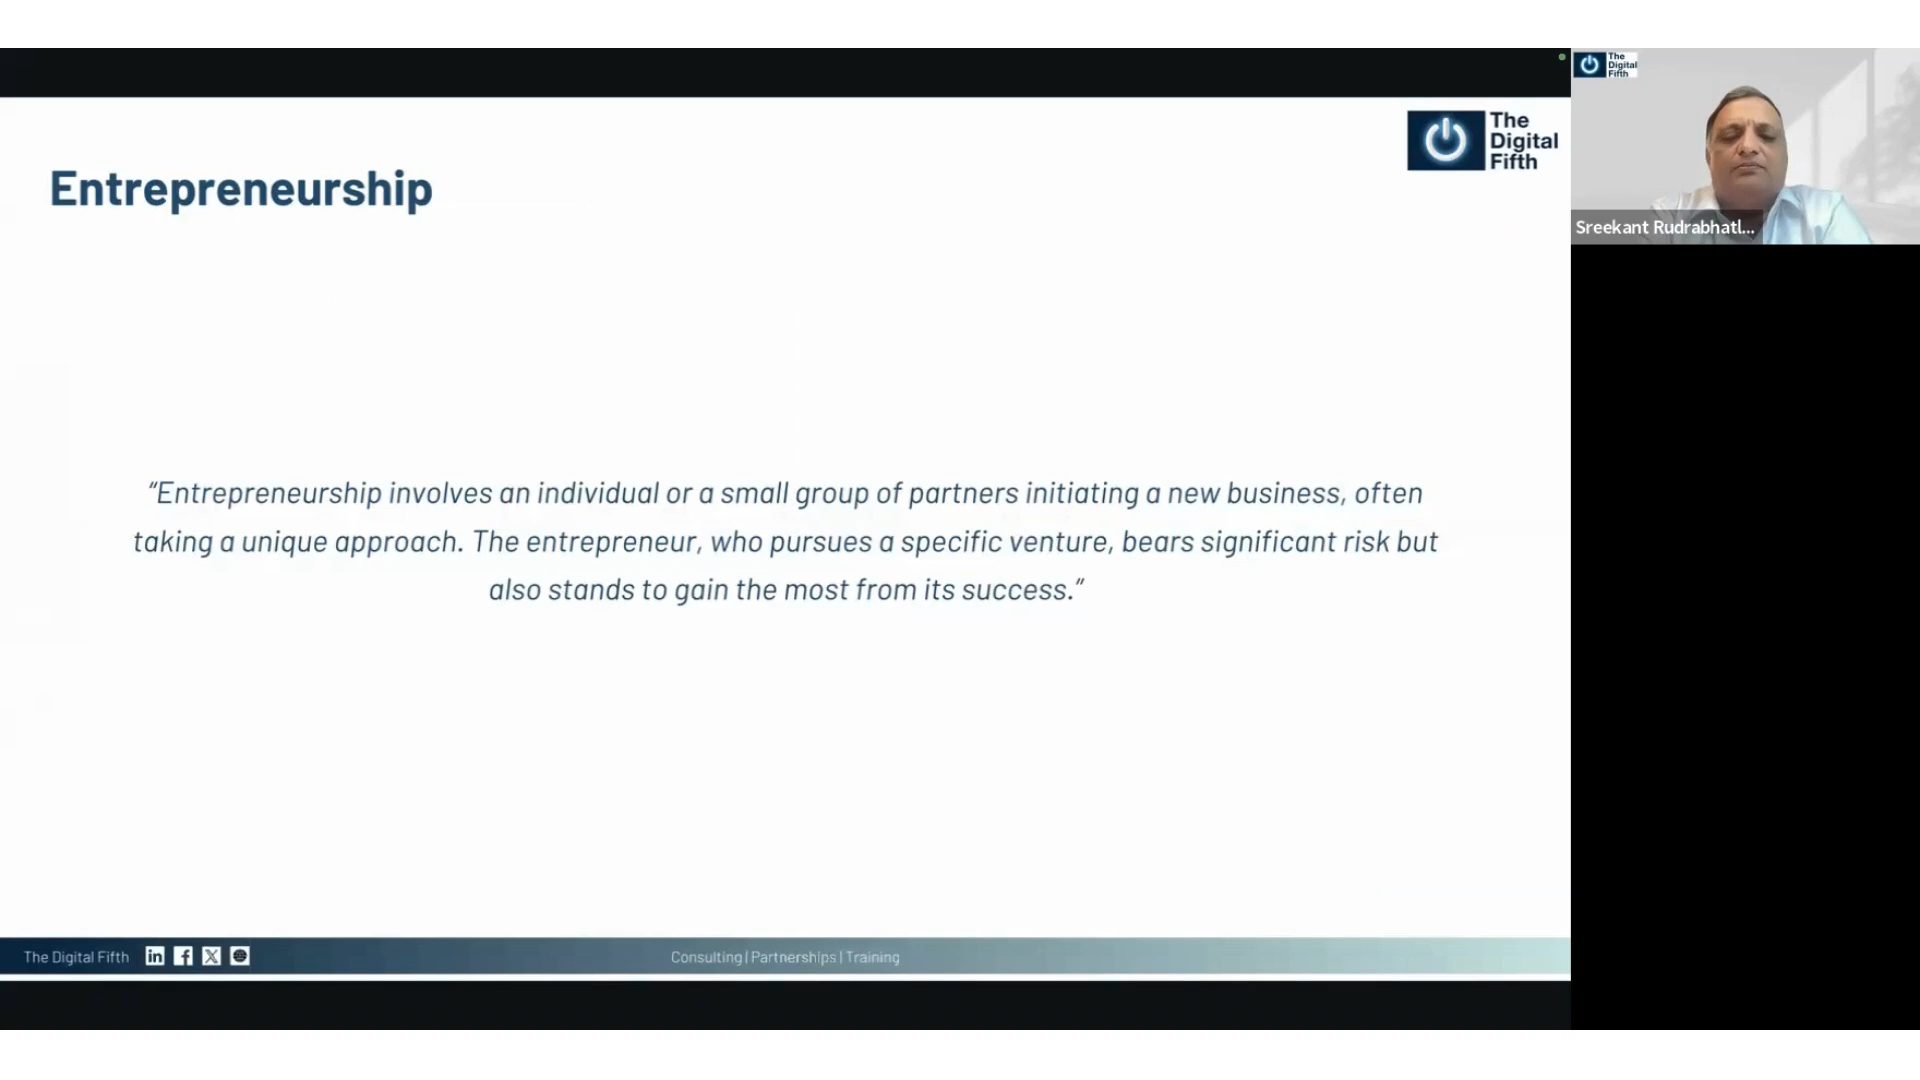 The
Digital
Fifth
Entrepreneurship
“Entrepreneurship involves an individual or a small group of partners initiating a new business, often
taking a unique approach. The entrepreneur, who pursues a specific venture, bears significant risk but
also stands to gain the most from its success.”
The Digital Fifth
in
f
X
Consulting | Partnerships | Training
The
Digital
Fifth
Sreekant Rudrabhatl...